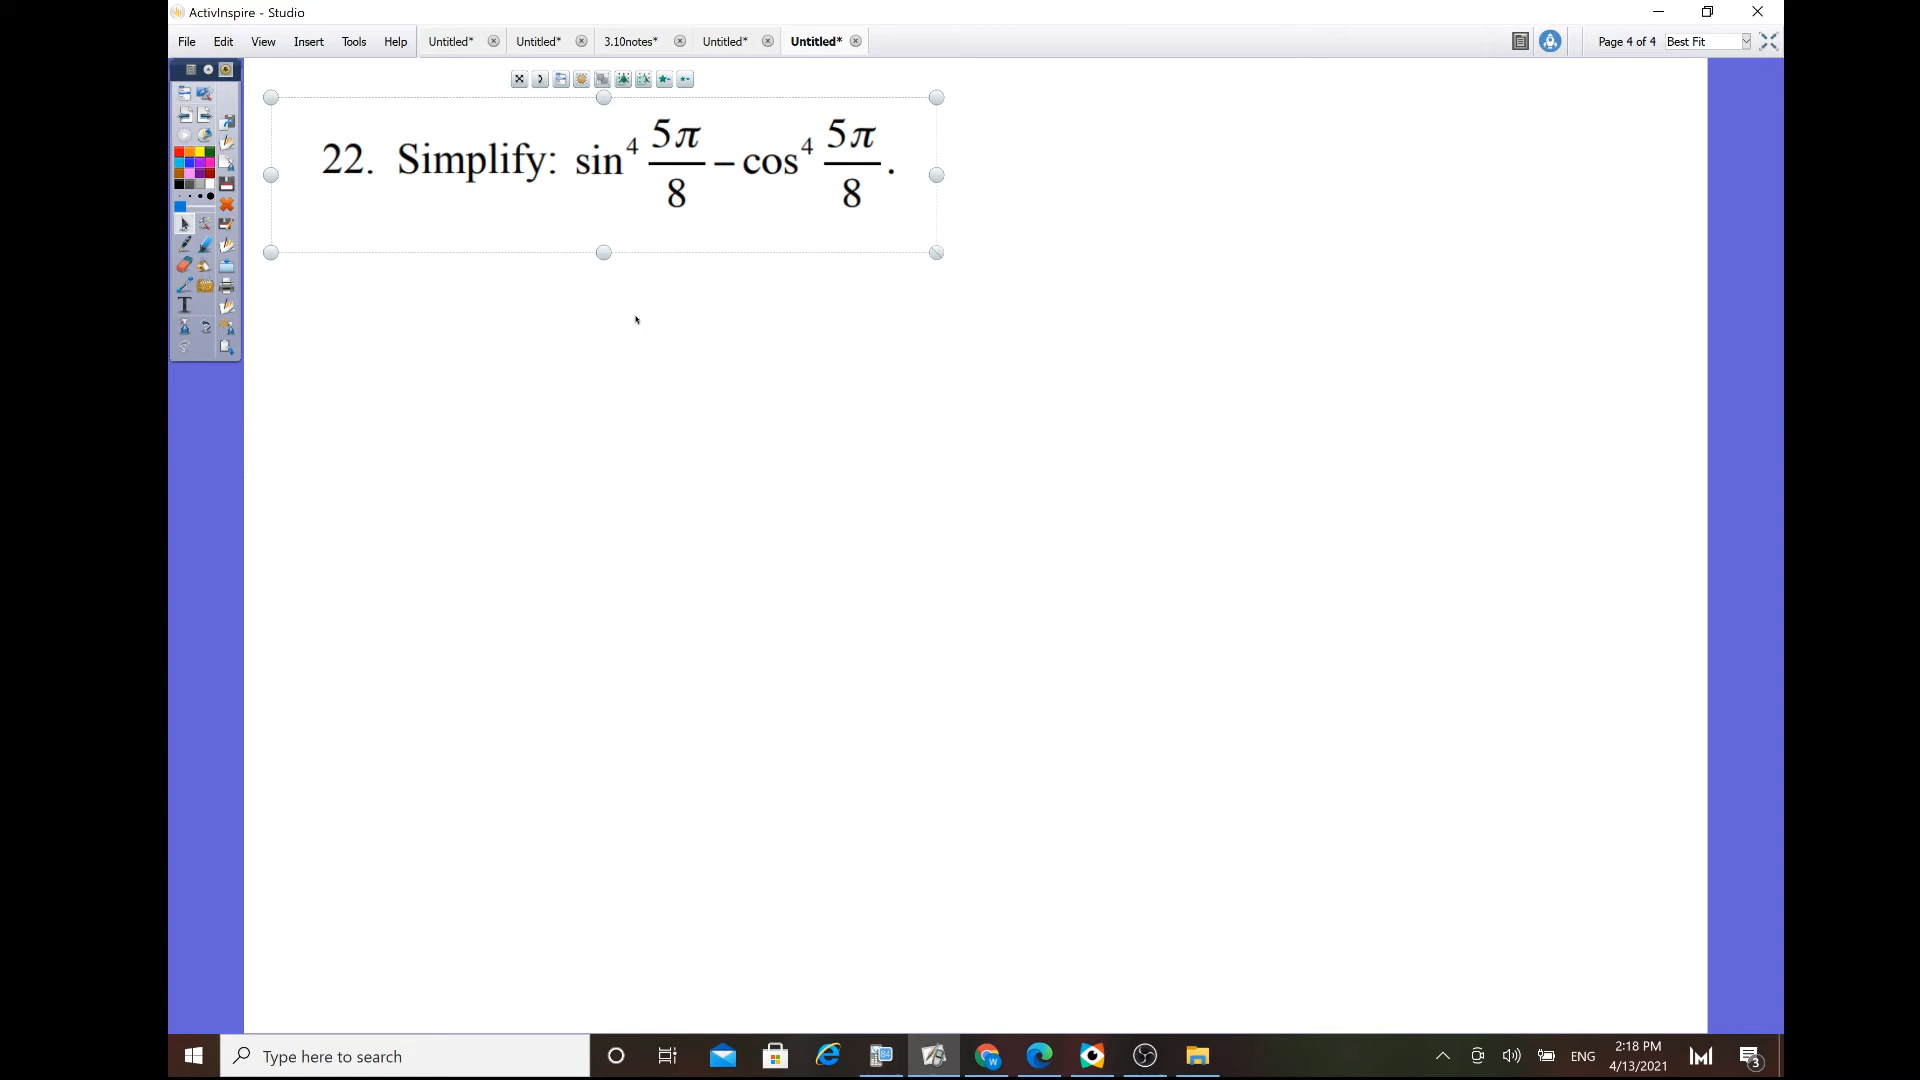 ActivInspire - Studio
File Edit View Insert Tools Help Untitled* Untitled* 3.10notes* Untitled* Untitled* Page 4 of 4 Best Fit
22. Simplify: sin⁴ 5π/8 − cos⁴ 5π/8 .
T
Type here to search
ENG
2:18 PM
4/13/2021
3